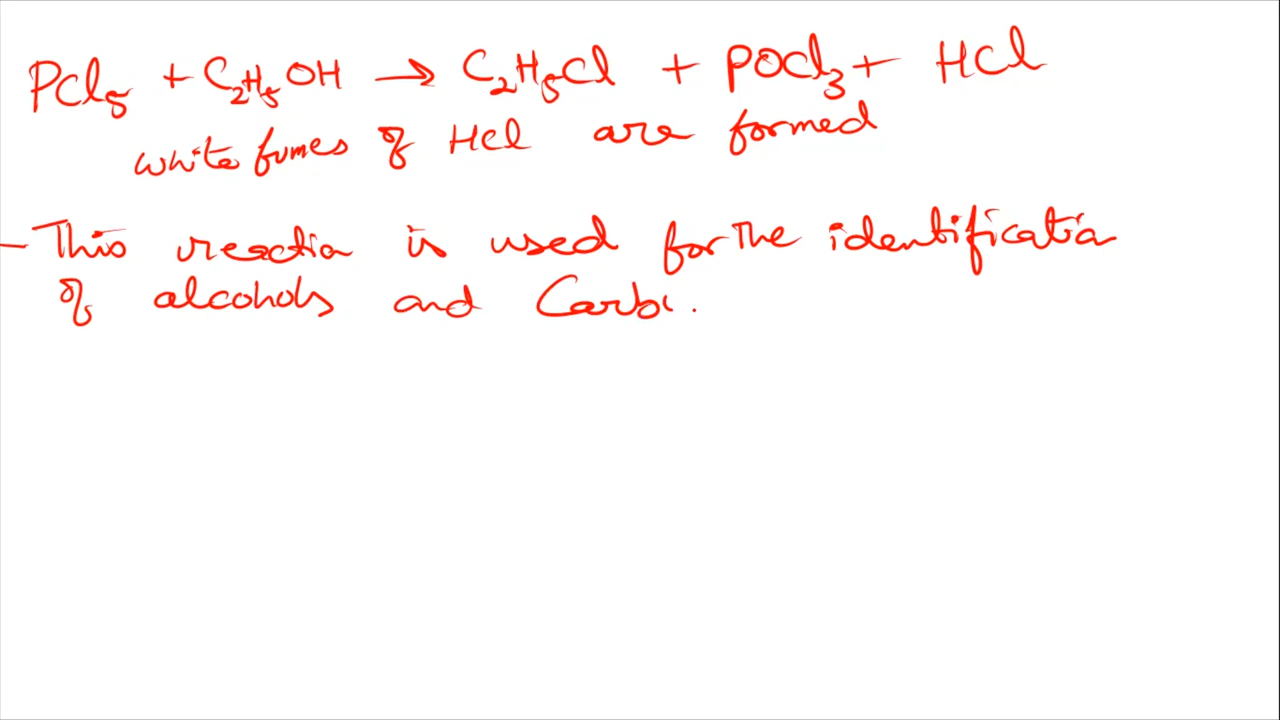 PCl₅ + C₂H₅OH → C₂H₅Cl + POCl₃ + HCl
white fumes of HCl are formed
- This reaction is used for the identification
of alcohols and Carb